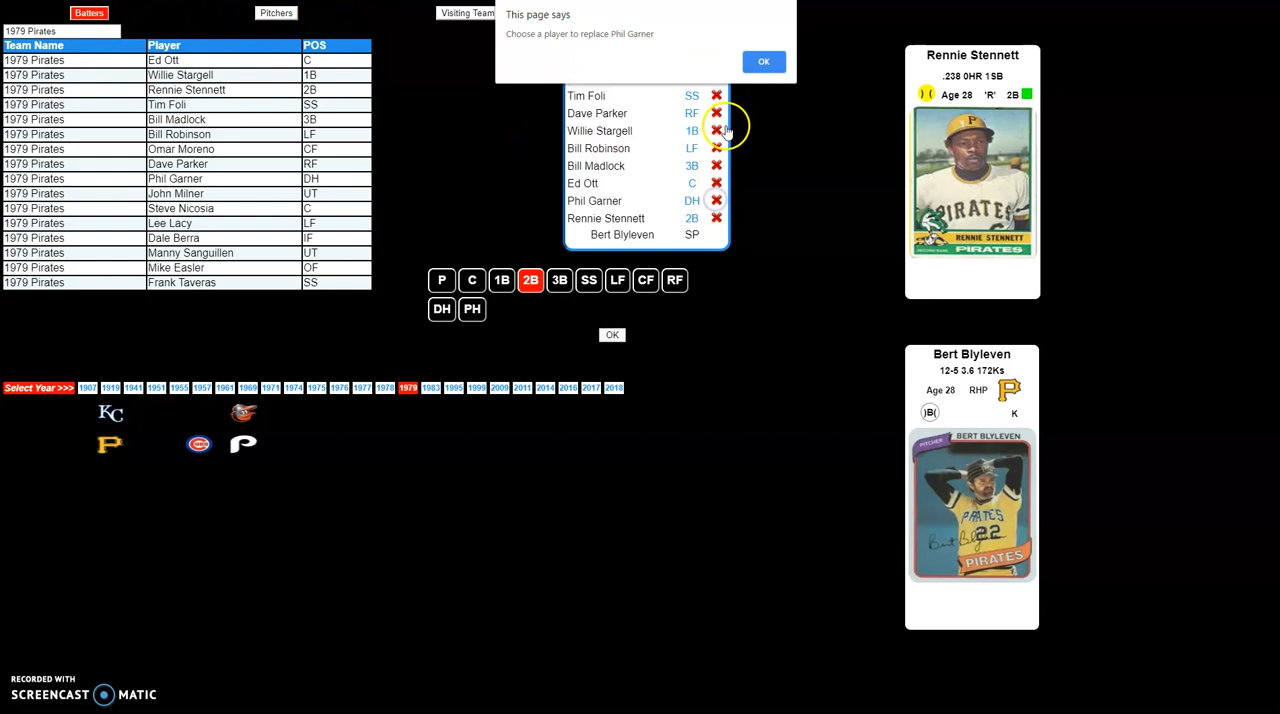 Batters
Pitchers
Visiting Team
1979 Pirates
Team Name Player POS
1979 Pirates Ed Ott C
1979 Pirates Willie Stargell 1B
1979 Pirates Rennie Stennett 2B
1979 Pirates Tim Foli SS
1979 Pirates Bill Madlock 3B
1979 Pirates Bill Robinson LF
1979 Pirates Omar Moreno CF
1979 Pirates Dave Parker RF
1979 Pirates Phil Garner DH
1979 Pirates John Milner UT
1979 Pirates Steve Nicosia C
1979 Pirates Lee Lacy LF
1979 Pirates Dale Berra IF
1979 Pirates Manny Sanguillen UT
1979 Pirates Mike Easler OF
1979 Pirates Frank Taveras SS
This page says
Choose a player to replace Phil Garner
OK
Tim Foli SS
Dave Parker RF
Willie Stargell 1B
Bill Robinson LF
Bill Madlock 3B
Ed Ott C
Phil Garner DH
Rennie Stennett 2B
Bert Blyleven SP
P C 1B 2B 3B SS LF CF RF
DH PH
OK
Select Year >>> 1907 1919 1941 1951 1955 1957 1961 1969 1971 1974 1975 1976 1977 1978 1979 1983 1995 1999 2009 2011 2014 2016 2017 2018
KC
P P
Rennie Stennett
.238 0HR 1SB
Age 28 'R' 2B
P
PIRATES
RENNIE STENNETT
PIRATES
Bert Blyleven
12-5 3.6 172Ks
Age 28 RHP P
)B( K
PITCHER BERT BLYLEVEN
PIRATES
22
PIRATES
RECORDED WITH
SCREENCAST MATIC